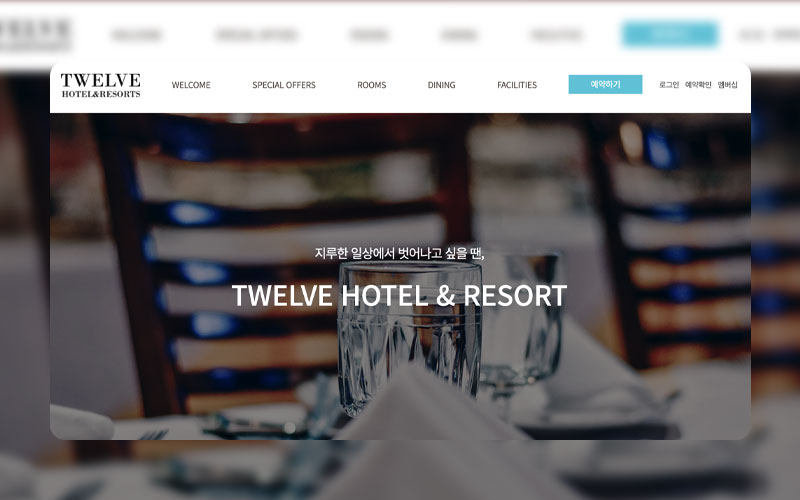 TWELVE
HOTEL&RESORTS
WELCOME SPECIAL OFFERS ROOMS DINING FACILITIES 예약하기 로그인 예약확인 멤버십
지루한 일상에서 벗어나고 싶을 땐,
TWELVE HOTEL & RESORT